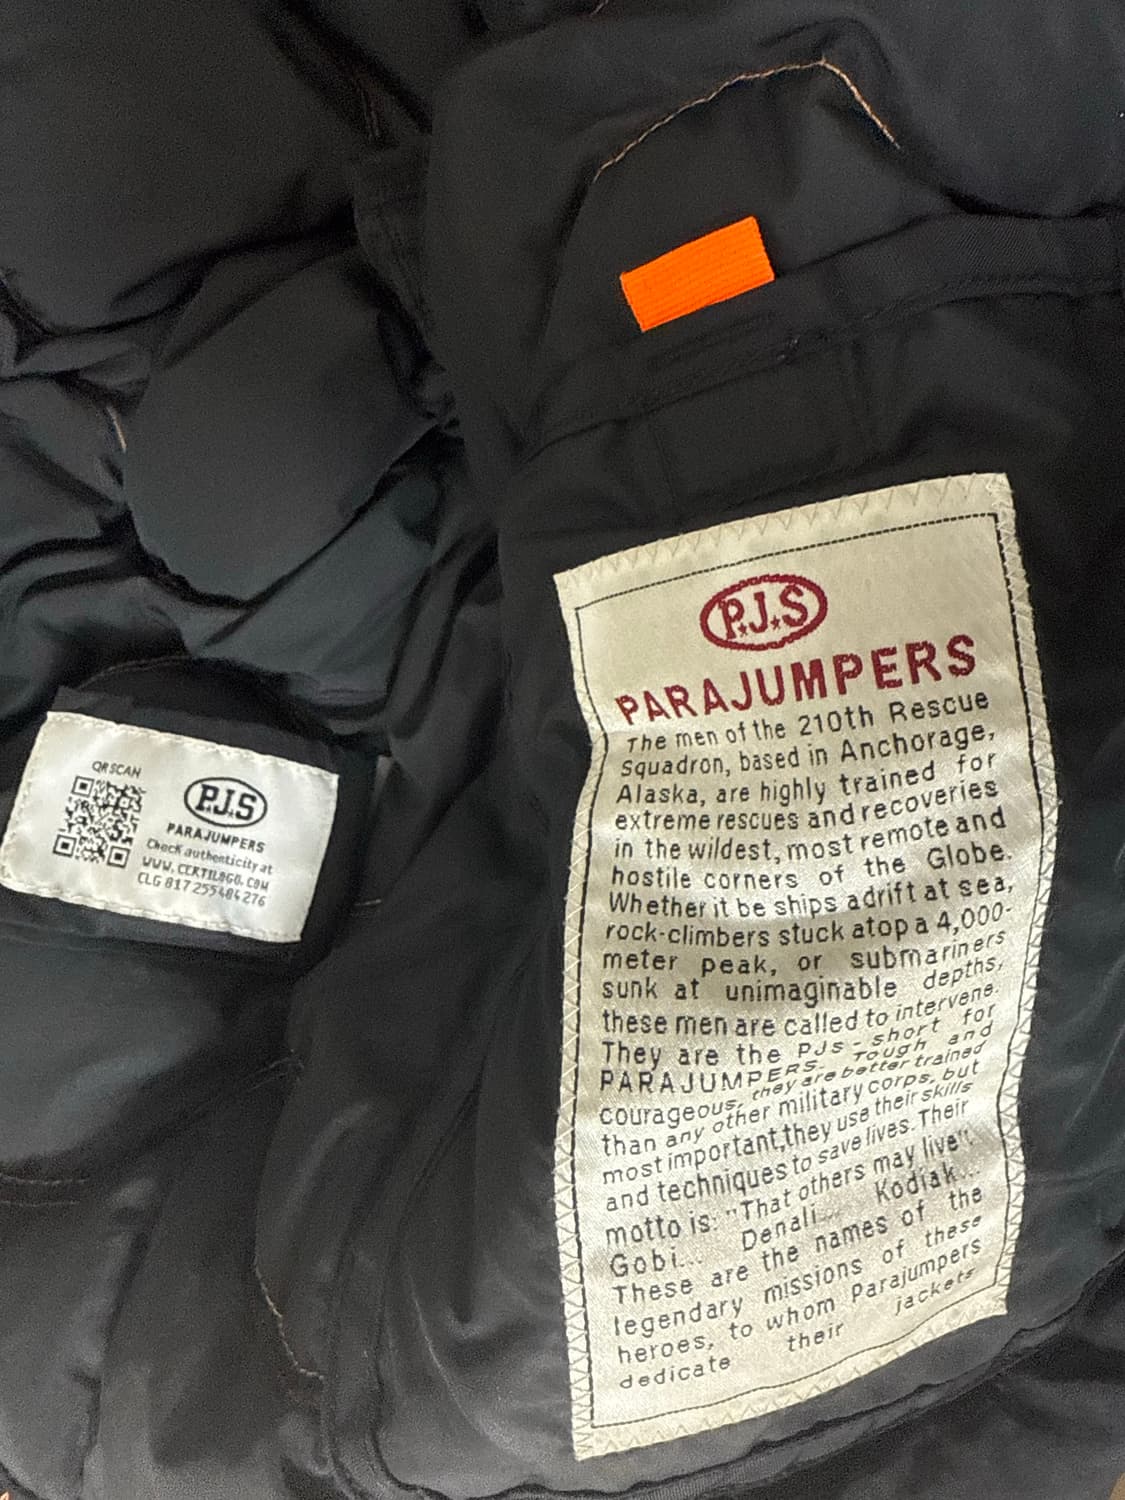 QR SCAN
P.J.S
PARAJUMPERS
Check authenticity at
WWW.CERTILOGO.COM
CLG 017 255 484 276
P.J.S
PARAJUMPERS
The men of the 210th Rescue
Squadron, based in Anchorage,
Alaska, are highly trained for
extreme rescues and recoveries
in the wildest, most remote and
hostile corners of the Globe.
Whether it be ships adrift at sea,
rock-climbers stuck atop a 4,000-
meter peak, or submariners
sunk at unimaginable depths,
these men are called to intervene.
They are the PJs - short for
PARAJUMPERS. Tough and
courageous, they are better trained
than any other military corps, but
most important,they use their skills
and techniques to save lives. Their
motto is: "That others may live".
Gobi... Denali... Kodiak...
These are the names of the
legendary missions of these
heroes, to whom Parajumpers
dedicate their jackets